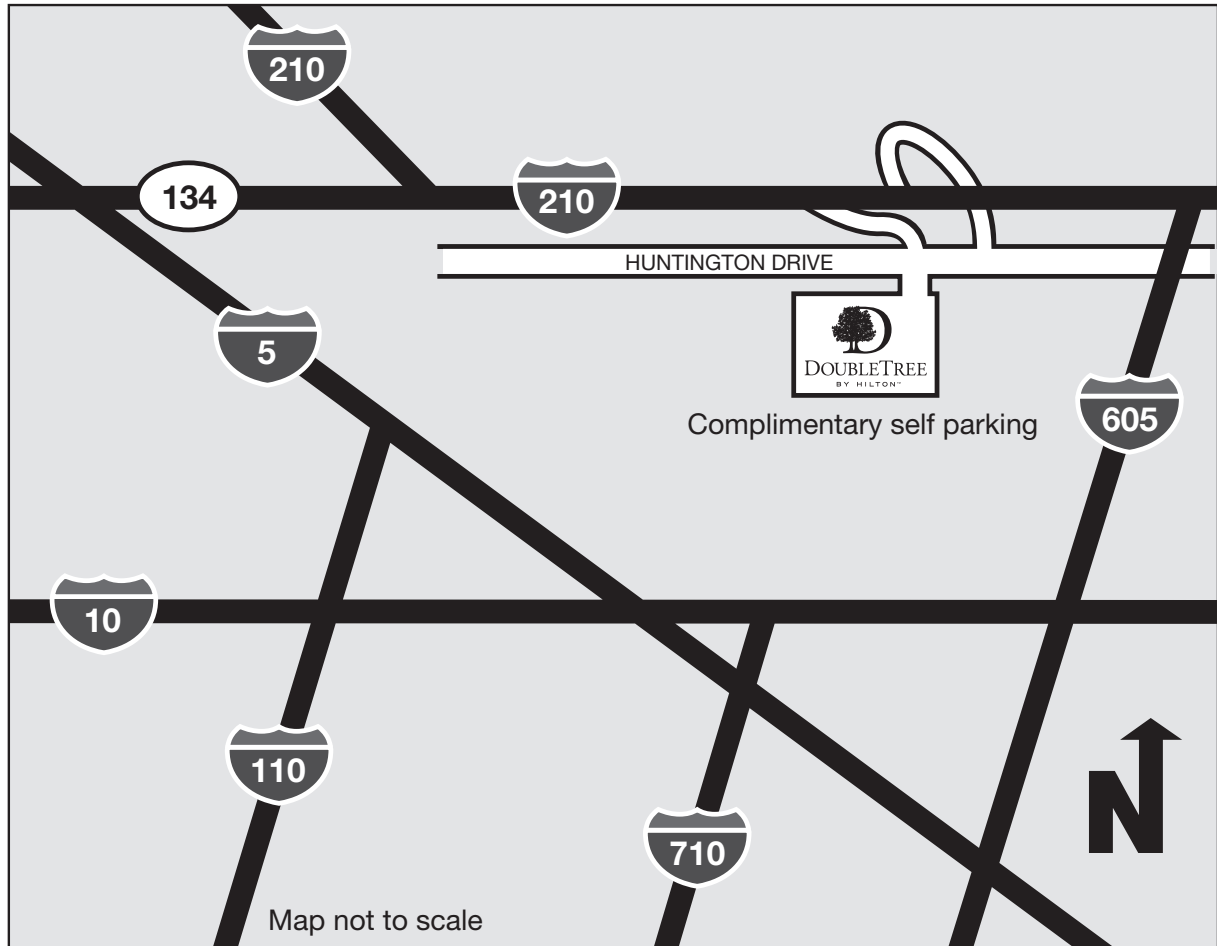 210
134
210
HUNTINGTON DRIVE
5
D
DOUBLETREE
BY HILTON™
605
Complimentary self parking
10
110
710
N
Map not to scale